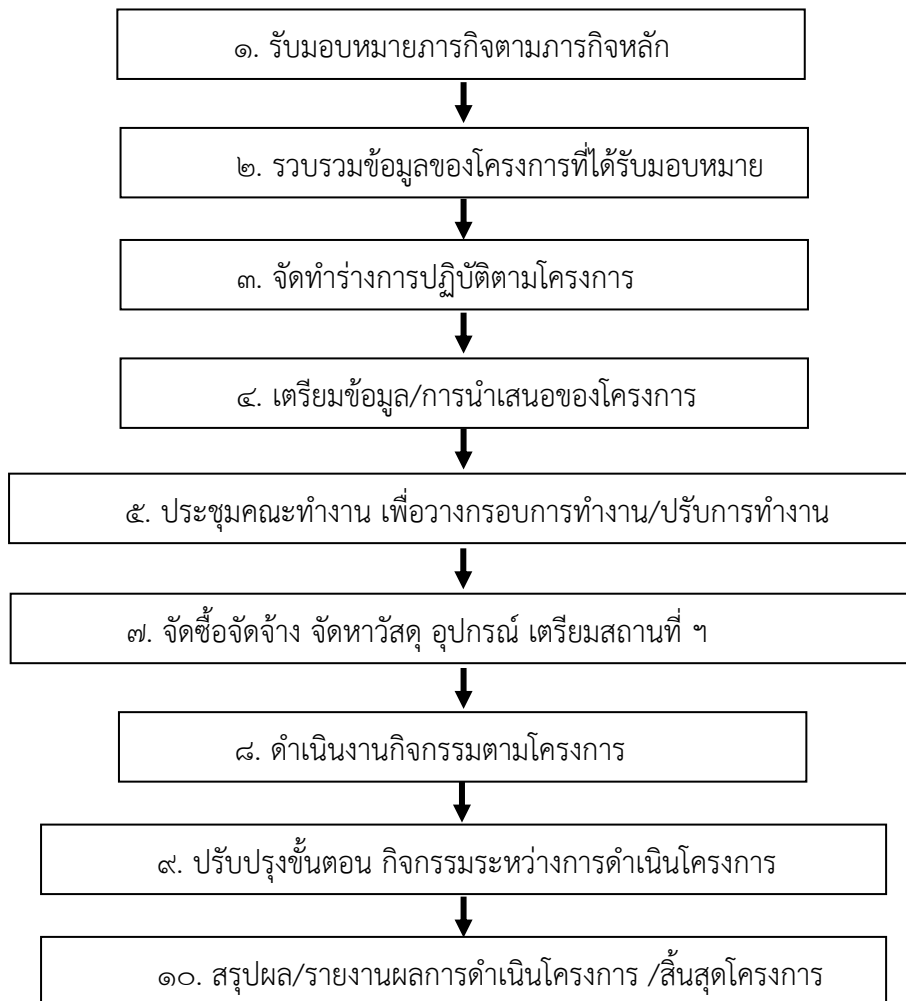 ๑. รับมอบหมายภารกิจตามภารกิจหลัก
๒. รวบรวมข้อมูลของโครงการที่ได้รับมอบหมาย
๓. จัดทำร่างการปฏิบัติตามโครงการ
๔. เตรียมข้อมูล/การนำเสนอของโครงการ
๕. ประชุมคณะทำงาน เพื่อวางกรอบการทำงาน/ปรับการทำงาน
๗. จัดซื้อจัดจ้าง จัดหาวัสดุ อุปกรณ์ เตรียมสถานที่ ฯ
๘. ดำเนินงานกิจกรรมตามโครงการ
๙. ปรับปรุงขั้นตอน กิจกรรมระหว่างการดำเนินโครงการ
๑๐. สรุปผล/รายงานผลการดำเนินโครงการ /สิ้นสุดโครงการ